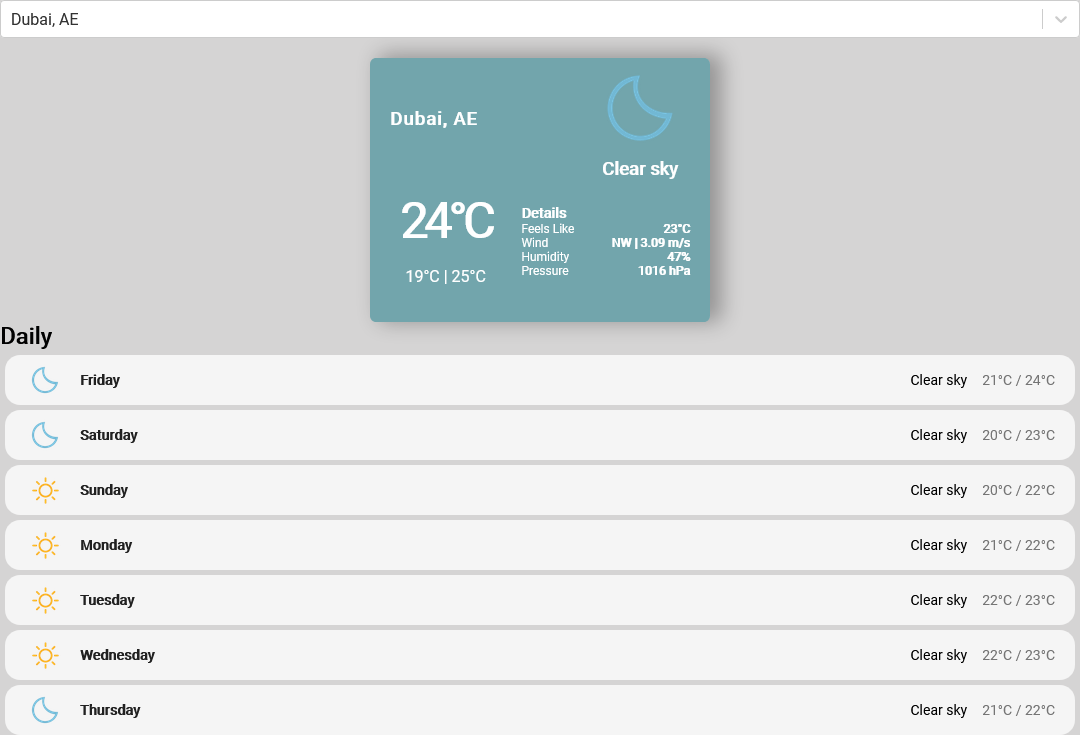 Dubai, AE
Dubai, AE
Clear sky
24°C
19°C | 25°C
Details
Feels Like 23°C
Wind NW | 3.09 m/s
Humidity 47%
Pressure 1016 hPa
Daily
Friday Clear sky 21°C / 24°C
Saturday Clear sky 20°C / 23°C
Sunday Clear sky 20°C / 22°C
Monday Clear sky 21°C / 22°C
Tuesday Clear sky 22°C / 23°C
Wednesday Clear sky 22°C / 23°C
Thursday Clear sky 21°C / 22°C